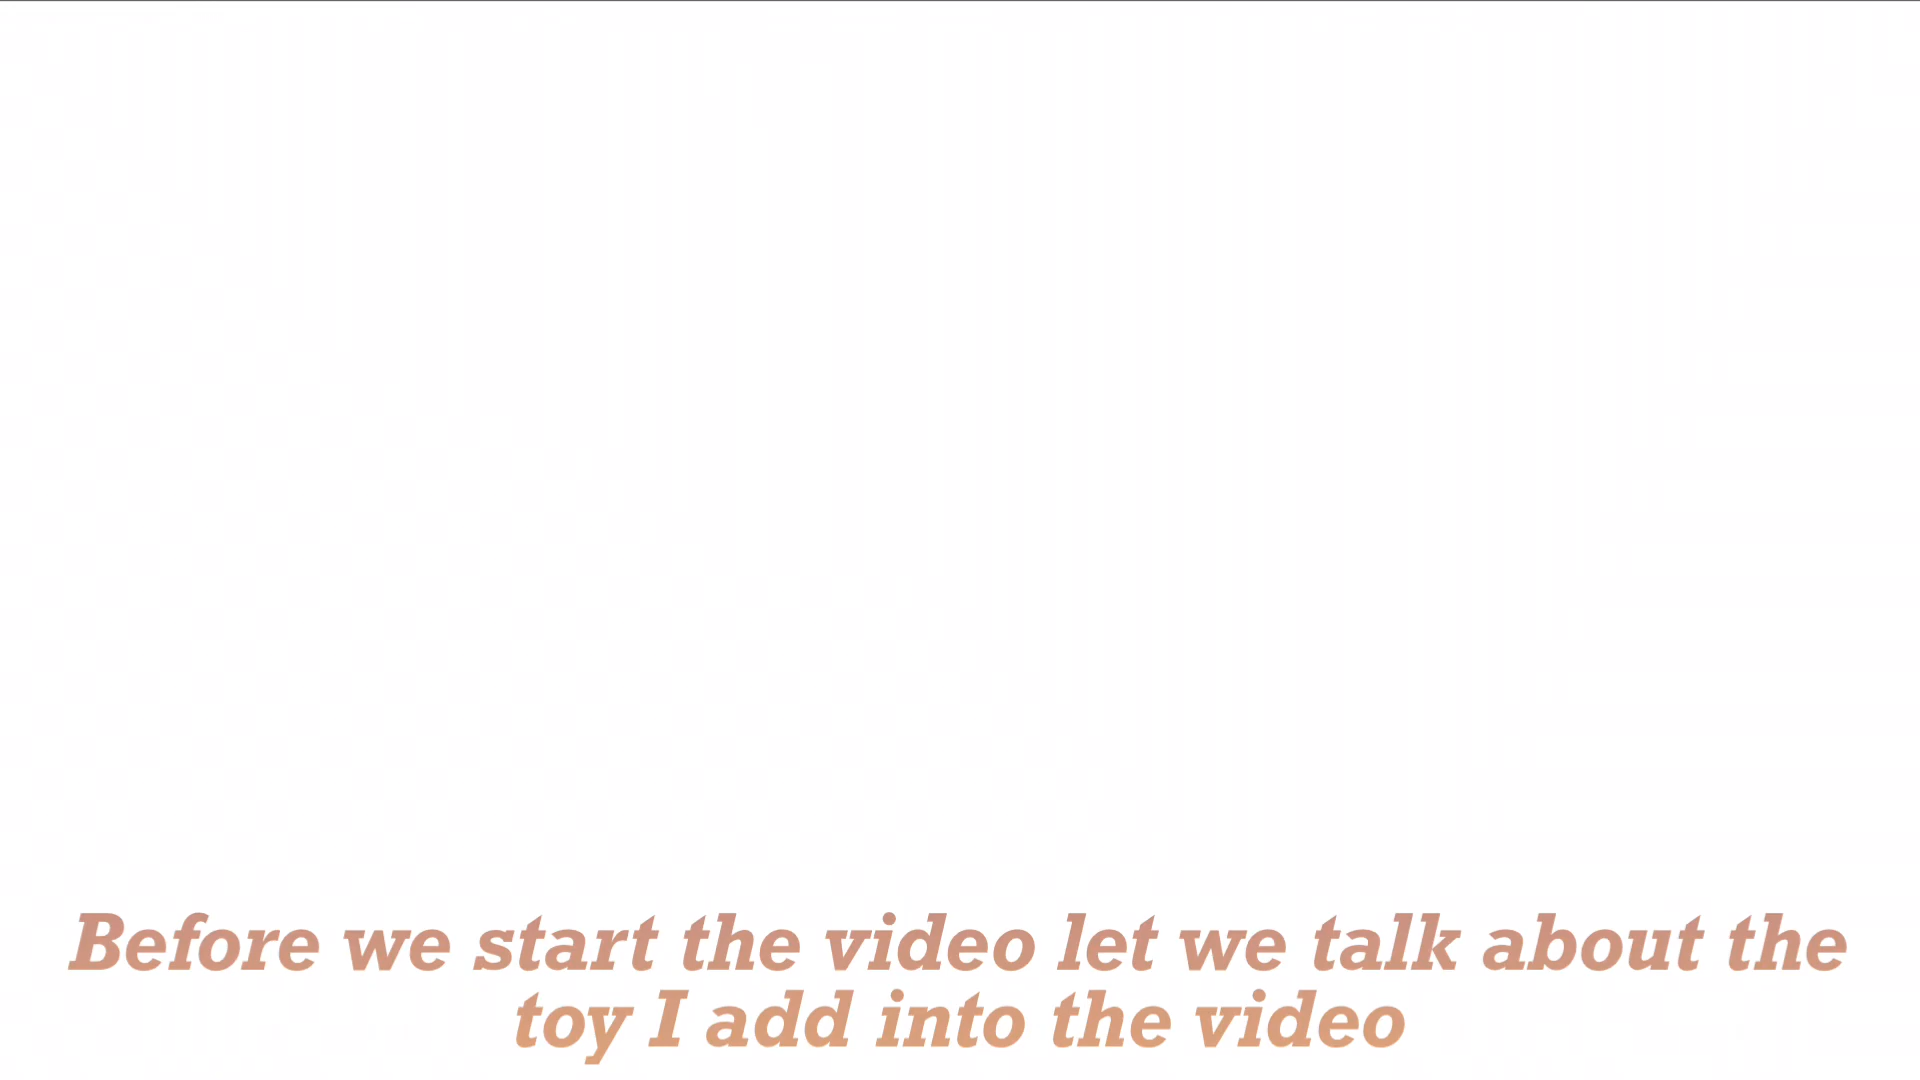 Before we start the video let we talk about the
toy I add into the video